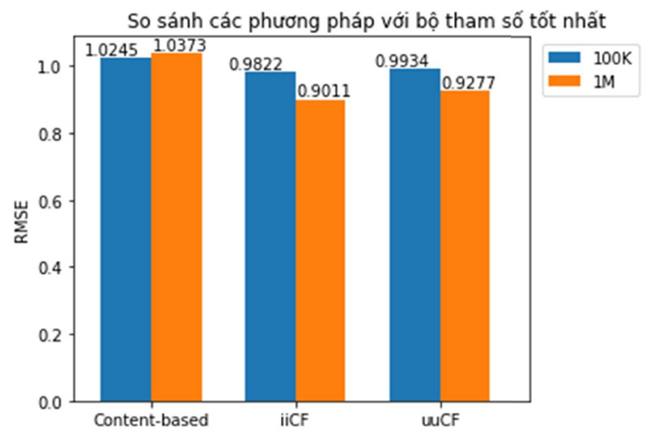 So sánh các phương pháp với bộ tham số tốt nhất
1.0245
1.0373
0.9822
0.9011
0.9934
0.9277
100K
1M
RMSE
1.0
0.8
0.6
0.4
0.2
0.0
Content-based
iiCF
uuCF